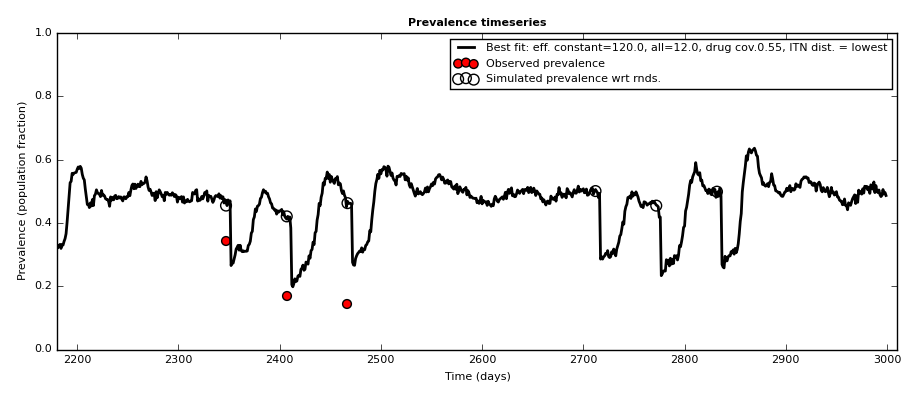 Prevalence timeseries
Best fit: eff. constant=120.0, all=12.0, drug cov.0.55, ITN dist. = lowest
Observed prevalence
Simulated prevalence wrt rnds.
Prevalence (population fraction)
1.0
0.8
0.6
0.4
0.2
0.0
2200 2300 2400 2500 2600 2700 2800 2900 3000
Time (days)